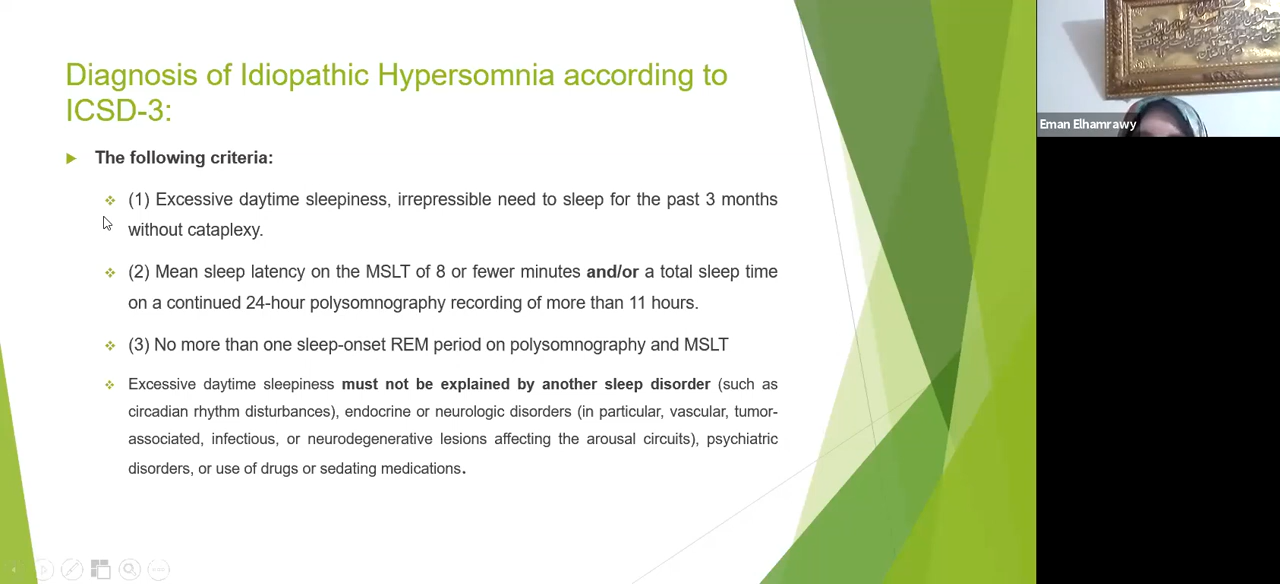 Diagnosis of Idiopathic Hypersomnia according to
ICSD-3:
The following criteria:
(1) Excessive daytime sleepiness, irrepressible need to sleep for the past 3 months
without cataplexy.
(2) Mean sleep latency on the MSLT of 8 or fewer minutes and/or a total sleep time
on a continued 24-hour polysomnography recording of more than 11 hours.
(3) No more than one sleep-onset REM period on polysomnography and MSLT
Excessive daytime sleepiness must not be explained by another sleep disorder (such as
circadian rhythm disturbances), endocrine or neurologic disorders (in particular, vascular, tumor-
associated, infectious, or neurodegenerative lesions affecting the arousal circuits), psychiatric
disorders, or use of drugs or sedating medications.
Eman Elhamrawy